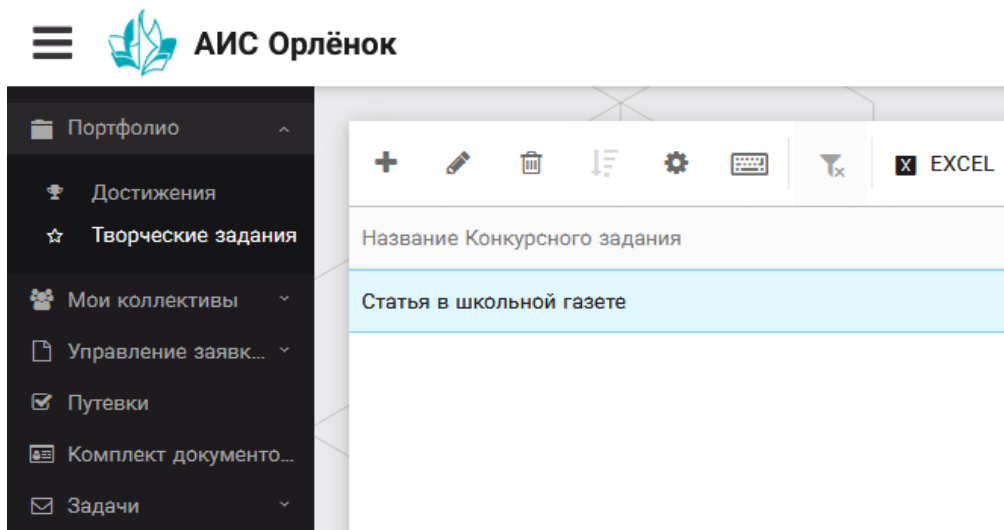 АИС Орлёнок
Портфолио
Достижения
Творческие задания
Мои коллективы
Управление заявк...
Путевки
Комплект документо...
Задачи
X EXCEL
Название Конкурсного задания
Статья в школьной газете